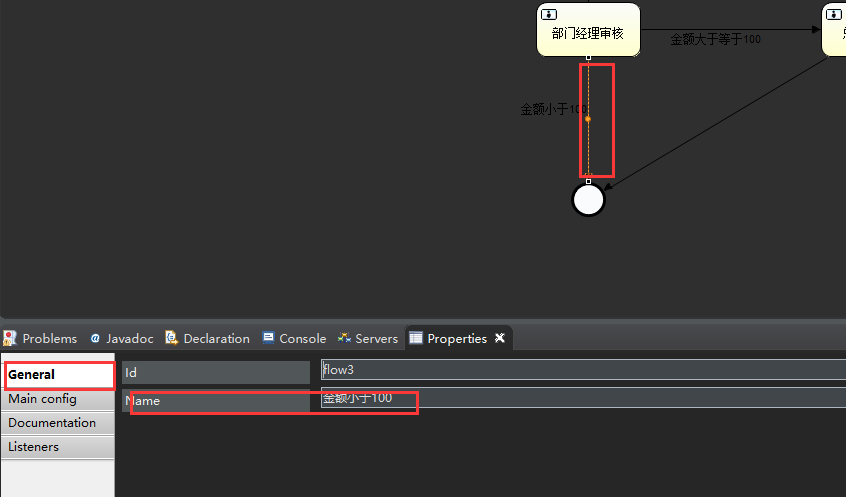 部门经理审核
金额大于等于100
金额小于100
Problems
Javadoc
Declaration
Console
Servers
Properties
General
Main config
Documentation
Listeners
Id
flow3
Name
金额小于100